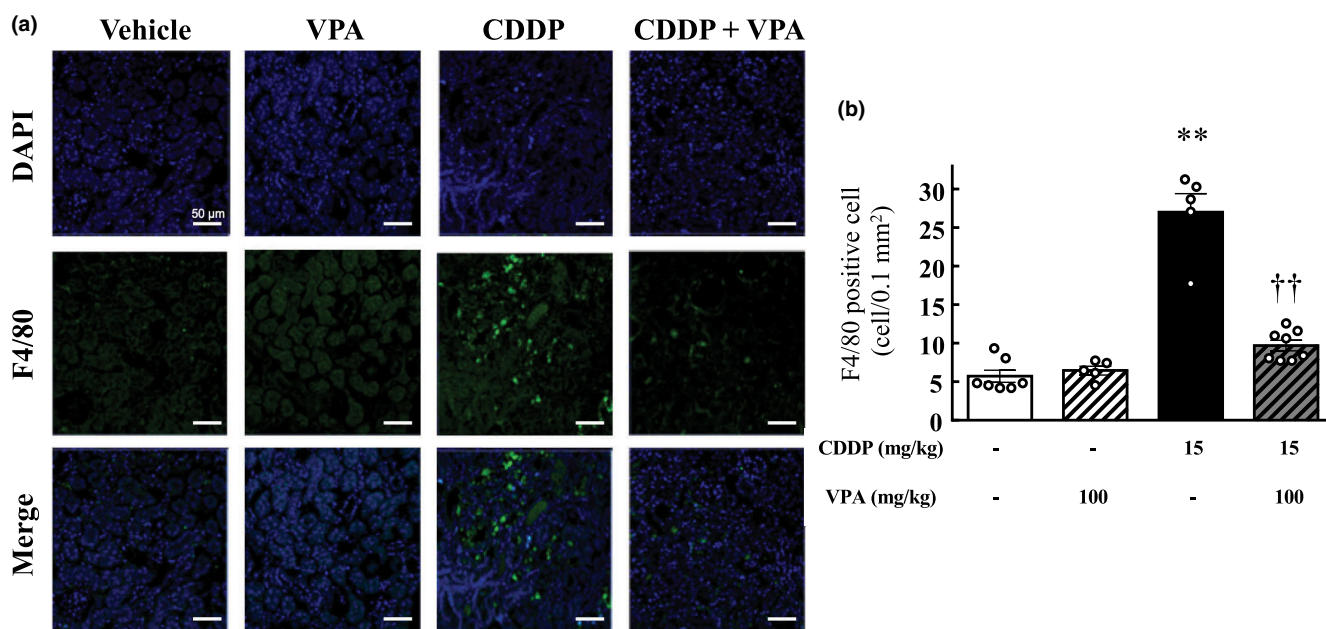 (a)
Vehicle VPA CDDP CDDP + VPA
DAPI
50 µm
F4/80
Merge
(b)
F4/80 positive cell
(cell/0.1 mm²)
**
††
30
25
20
15
10
5
0
CDDP (mg/kg) - - 15 15
VPA (mg/kg) - 100 - 100